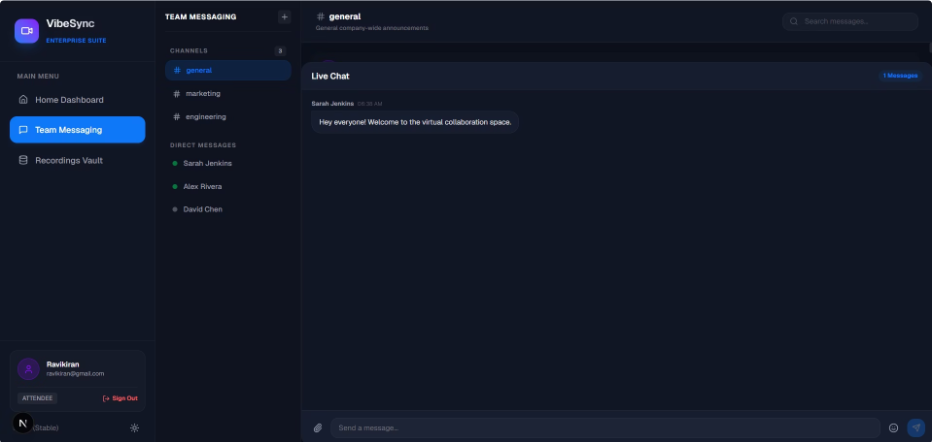 VibeSync
ENTERPRISE SUITE
MAIN MENU
Home Dashboard
Team Messaging
Recordings Vault
Ravikiran
ravikiran@gmail.com
ATTENDEE
Sign Out
N
(Stable)
TEAM MESSAGING
+
CHANNELS
3
# general
# marketing
# engineering
DIRECT MESSAGES
Sarah Jenkins
Alex Rivera
David Chen
# general
General company-wide announcements
Search messages...
Live Chat
1 Messages
Sarah Jenkins
Hey everyone! Welcome to the virtual collaboration space.
Send a message...